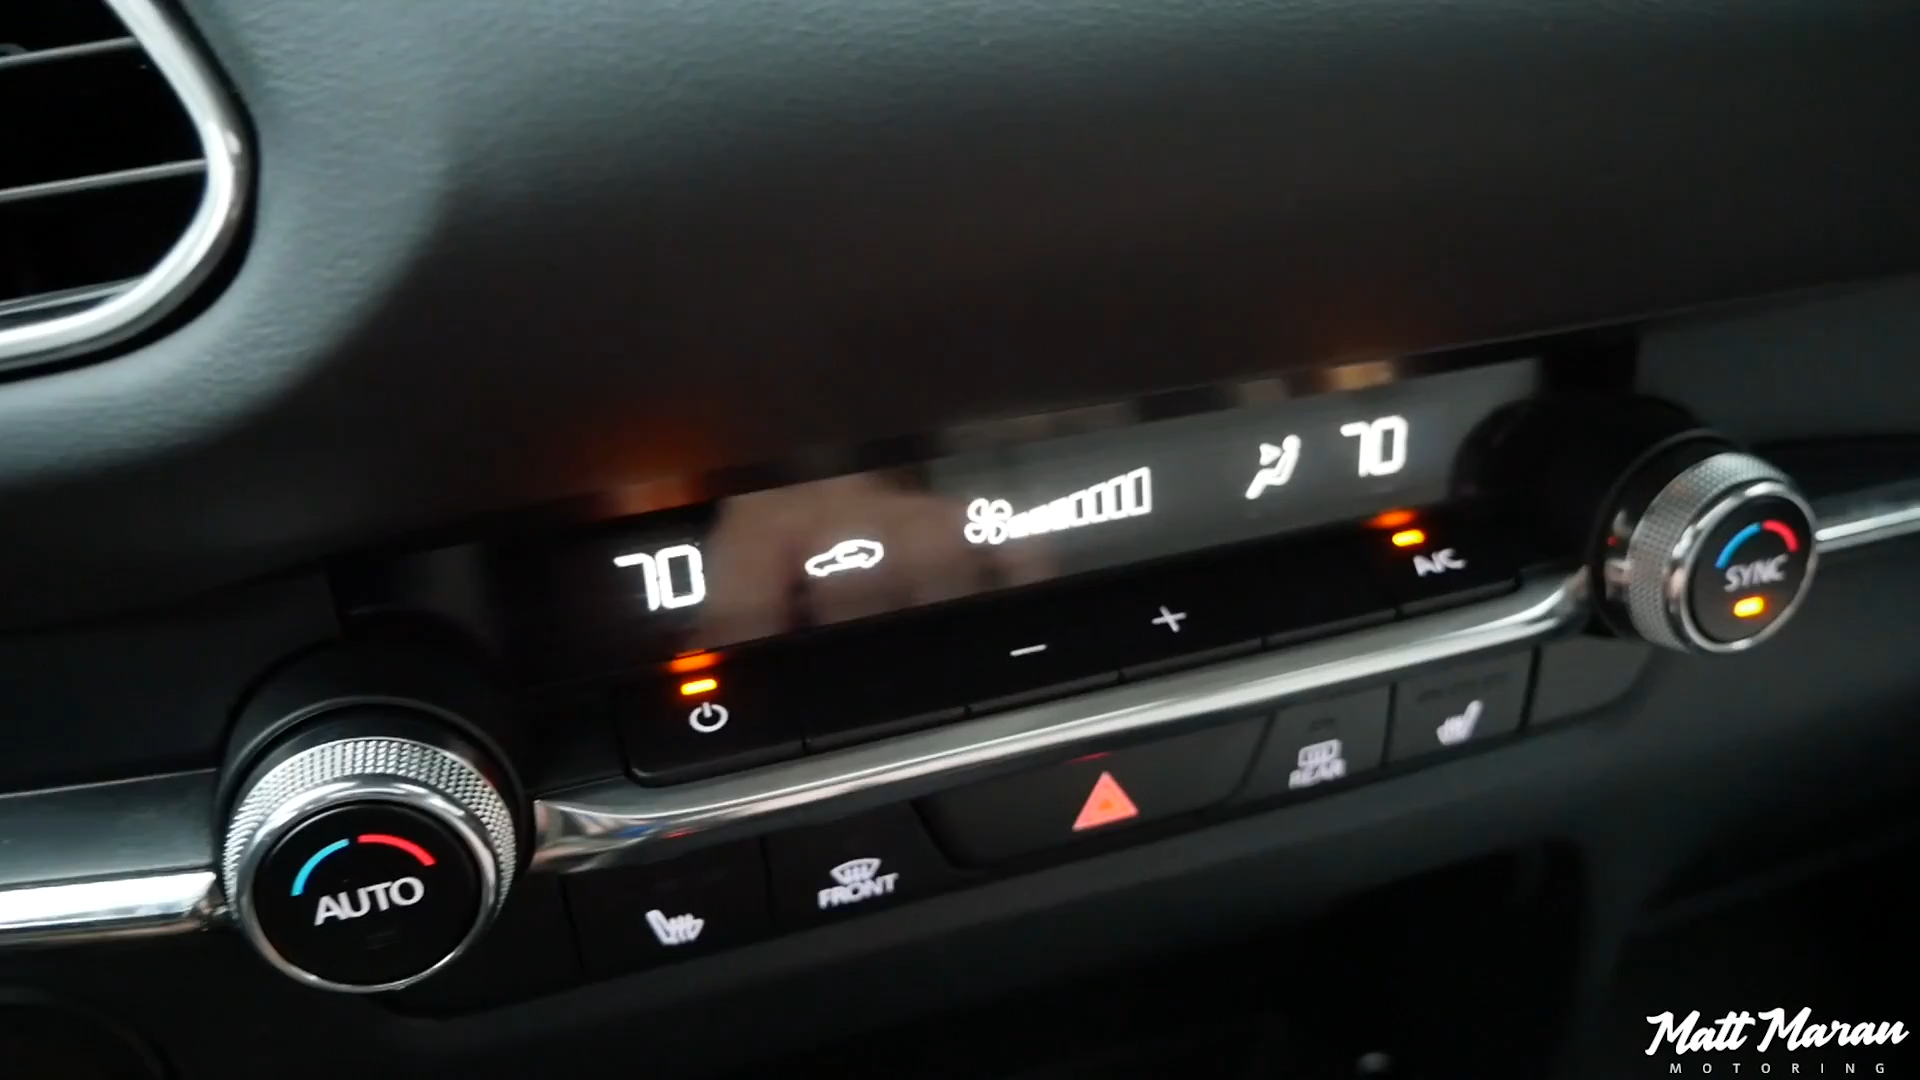 70
70
A/C
SYNC
REAR
FRONT
AUTO
Matt Maran
MOTORING